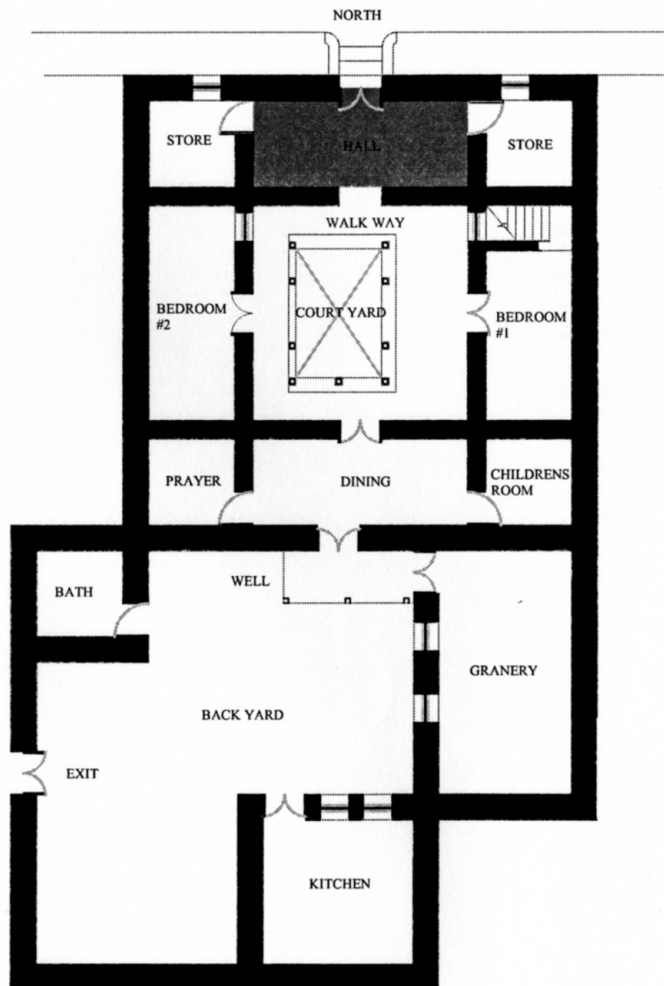 NORTH
STORE
HALL
STORE
WALK WAY
BEDROOM
#2
COURT YARD
BEDROOM
#1
PRAYER
DINING
CHILDRENS
ROOM
BATH
WELL
GRANERY
BACK YARD
EXIT
KITCHEN